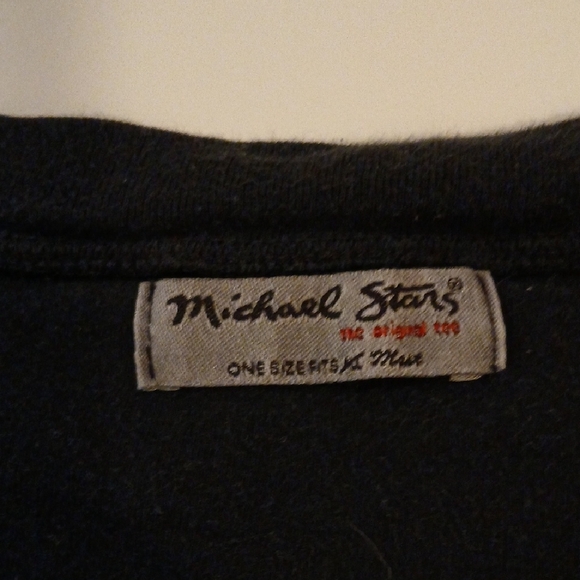 Michael Stars®
The original tee
ONE SIZE FITS Most